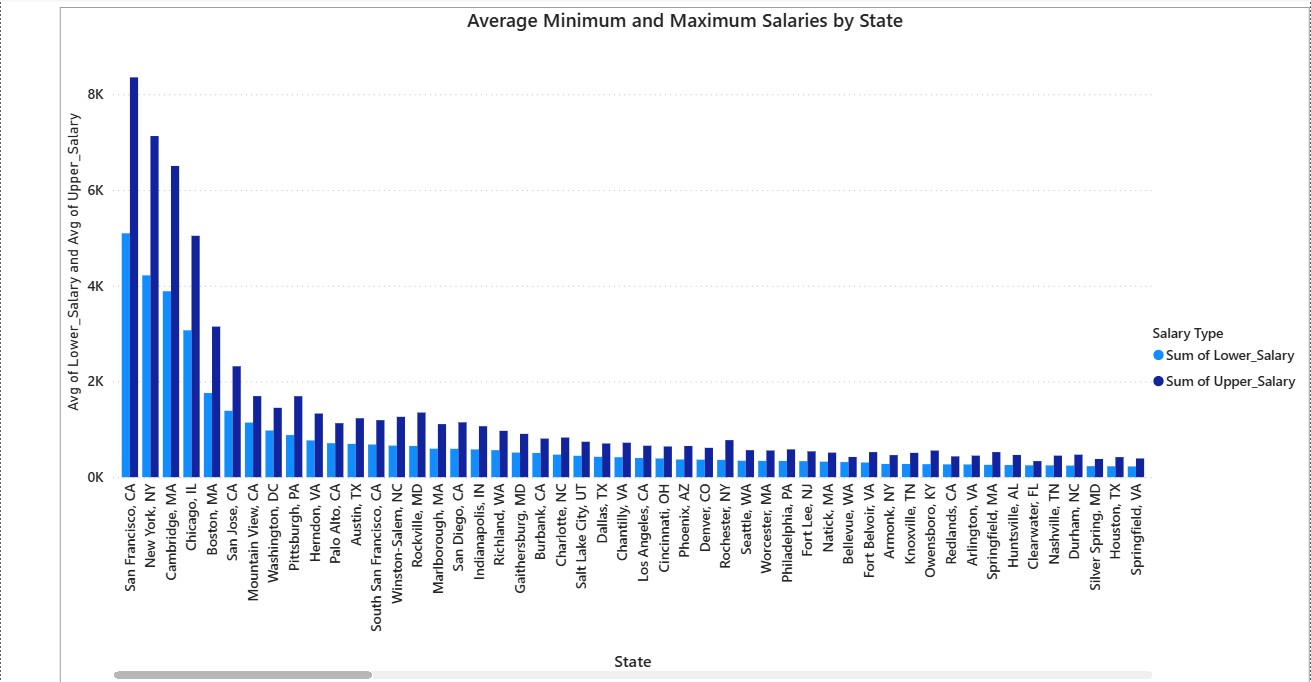 Average Minimum and Maximum Salaries by State
Avg of Lower_Salary and Avg of Upper_Salary
8K
6K
4K
2K
0K
San Francisco, CA
New York, NY
Cambridge, MA
Chicago, IL
Boston, MA
San Jose, CA
Mountain View, CA
Washington, DC
Pittsburgh, PA
Herndon, VA
Palo Alto, CA
Austin, TX
South San Francisco, CA
Winston-Salem, NC
Rockville, MD
Marlborough, MA
San Diego, CA
Indianapolis, IN
Richland, WA
Gaithersburg, MD
Burbank, CA
Charlotte, NC
Salt Lake City, UT
Dallas, TX
Chantilly, VA
Los Angeles, CA
Cincinnati, OH
Phoenix, AZ
Denver, CO
Rochester, NY
Seattle, WA
Worcester, MA
Philadelphia, PA
Fort Lee, NJ
Natick, MA
Bellevue, WA
Fort Belvoir, VA
Armonk, NY
Knoxville, TN
Owensboro, KY
Redlands, CA
Arlington, VA
Springfield, MA
Huntsville, AL
Clearwater, FL
Nashville, TN
Durham, NC
Silver Spring, MD
Houston, TX
Springfield, VA
State
Salary Type
Sum of Lower_Salary
Sum of Upper_Salary